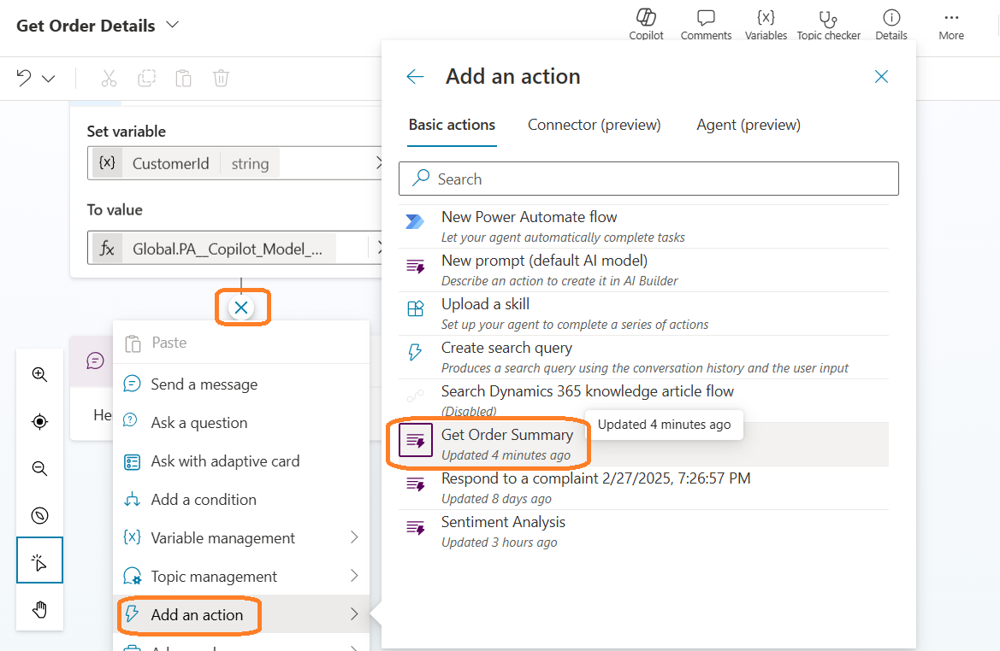 Get Order Details
Copilot
Comments
Variables
Topic checker
Details
More
Set variable
{x} CustomerId string
To value
fx Global.PA__Copilot_Model_...
He
Paste
Send a message
Ask a question
Ask with adaptive card
Add a condition
{x} Variable management
Topic management
Add an action
Add an action
Basic actions
Connector (preview)
Agent (preview)
Search
New Power Automate flow
Let your agent automatically complete tasks
New prompt (default AI model)
Describe an action to create it in AI Builder
Upload a skill
Set up your agent to complete a series of actions
Create search query
Produces a search query using the conversation history and the user input
Search Dynamics 365 knowledge article flow
(Disabled)
Get Order Summary
Updated 4 minutes ago
Updated 4 minutes ago
Respond to a complaint 2/27/2025, 7:26:57 PM
Updated 8 days ago
Sentiment Analysis
Updated 3 hours ago